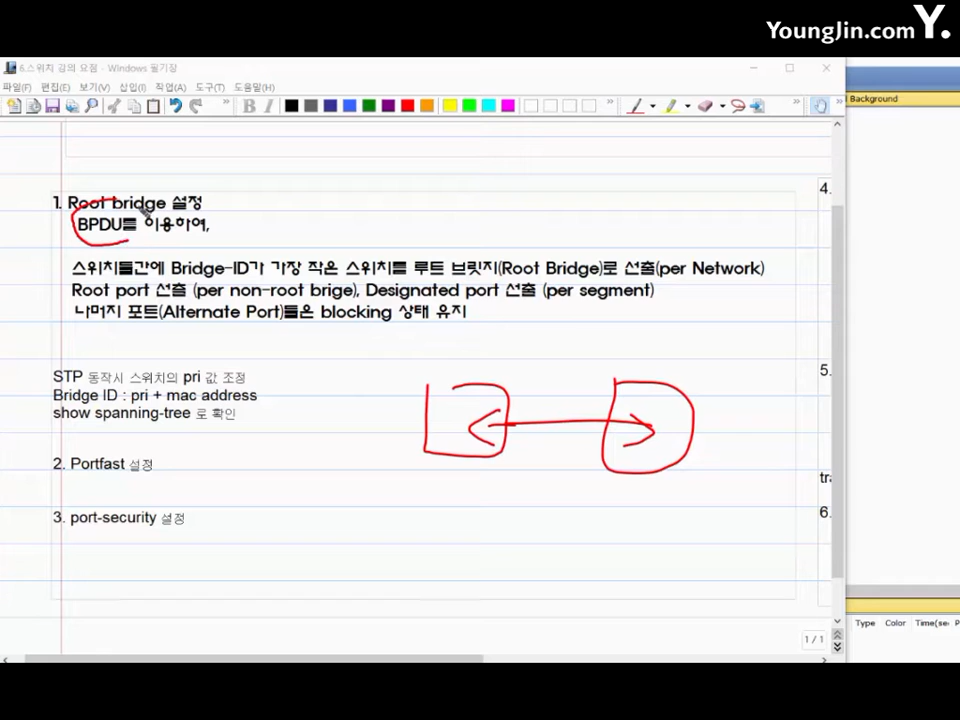 YoungJin.com Y.
6.스위치 강의 요점 - Windows 필기장
파일(F) 편집(E) 보기(V) 삽입(I) 작업(A) 도구(T) 도움말(H)
Background
4.
1. Root bridge 설정
BPDU를 이용하여,
스위치들간에 Bridge-ID가 가장 작은 스위치를 루트 브릿지(Root Bridge)로 선출(per Network)
Root port 선출 (per non-root brige), Designated port 선출 (per segment)
나머지 포트(Alternate Port)들은 blocking 상태 유지
5.
STP 동작시 스위치의 pri 값 조정
Bridge ID : pri + mac address
show spanning-tree 로 확인
2. Portfast 설정
tra
6.
3. port-security 설정
Type Color Time(se
1 / 1